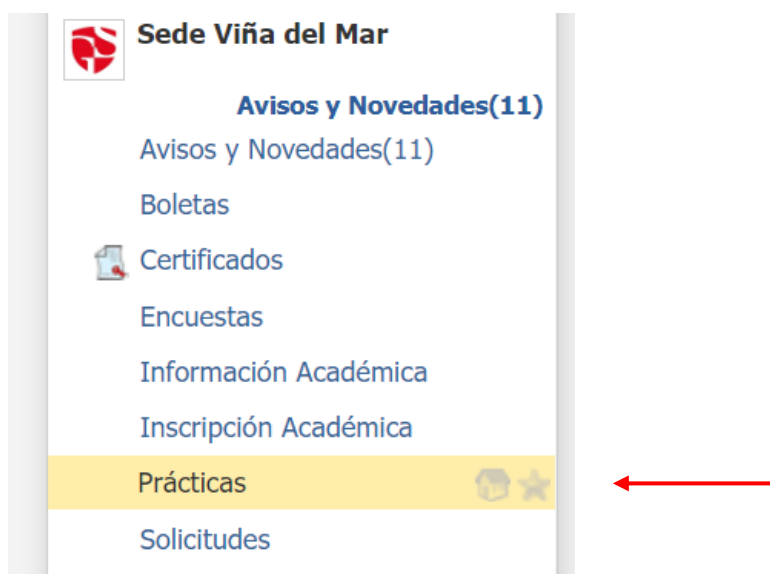 Sede Viña del Mar
Avisos y Novedades(11)
Avisos y Novedades(11)
Boletas
Certificados
Encuestas
Información Académica
Inscripción Académica
Prácticas
Solicitudes